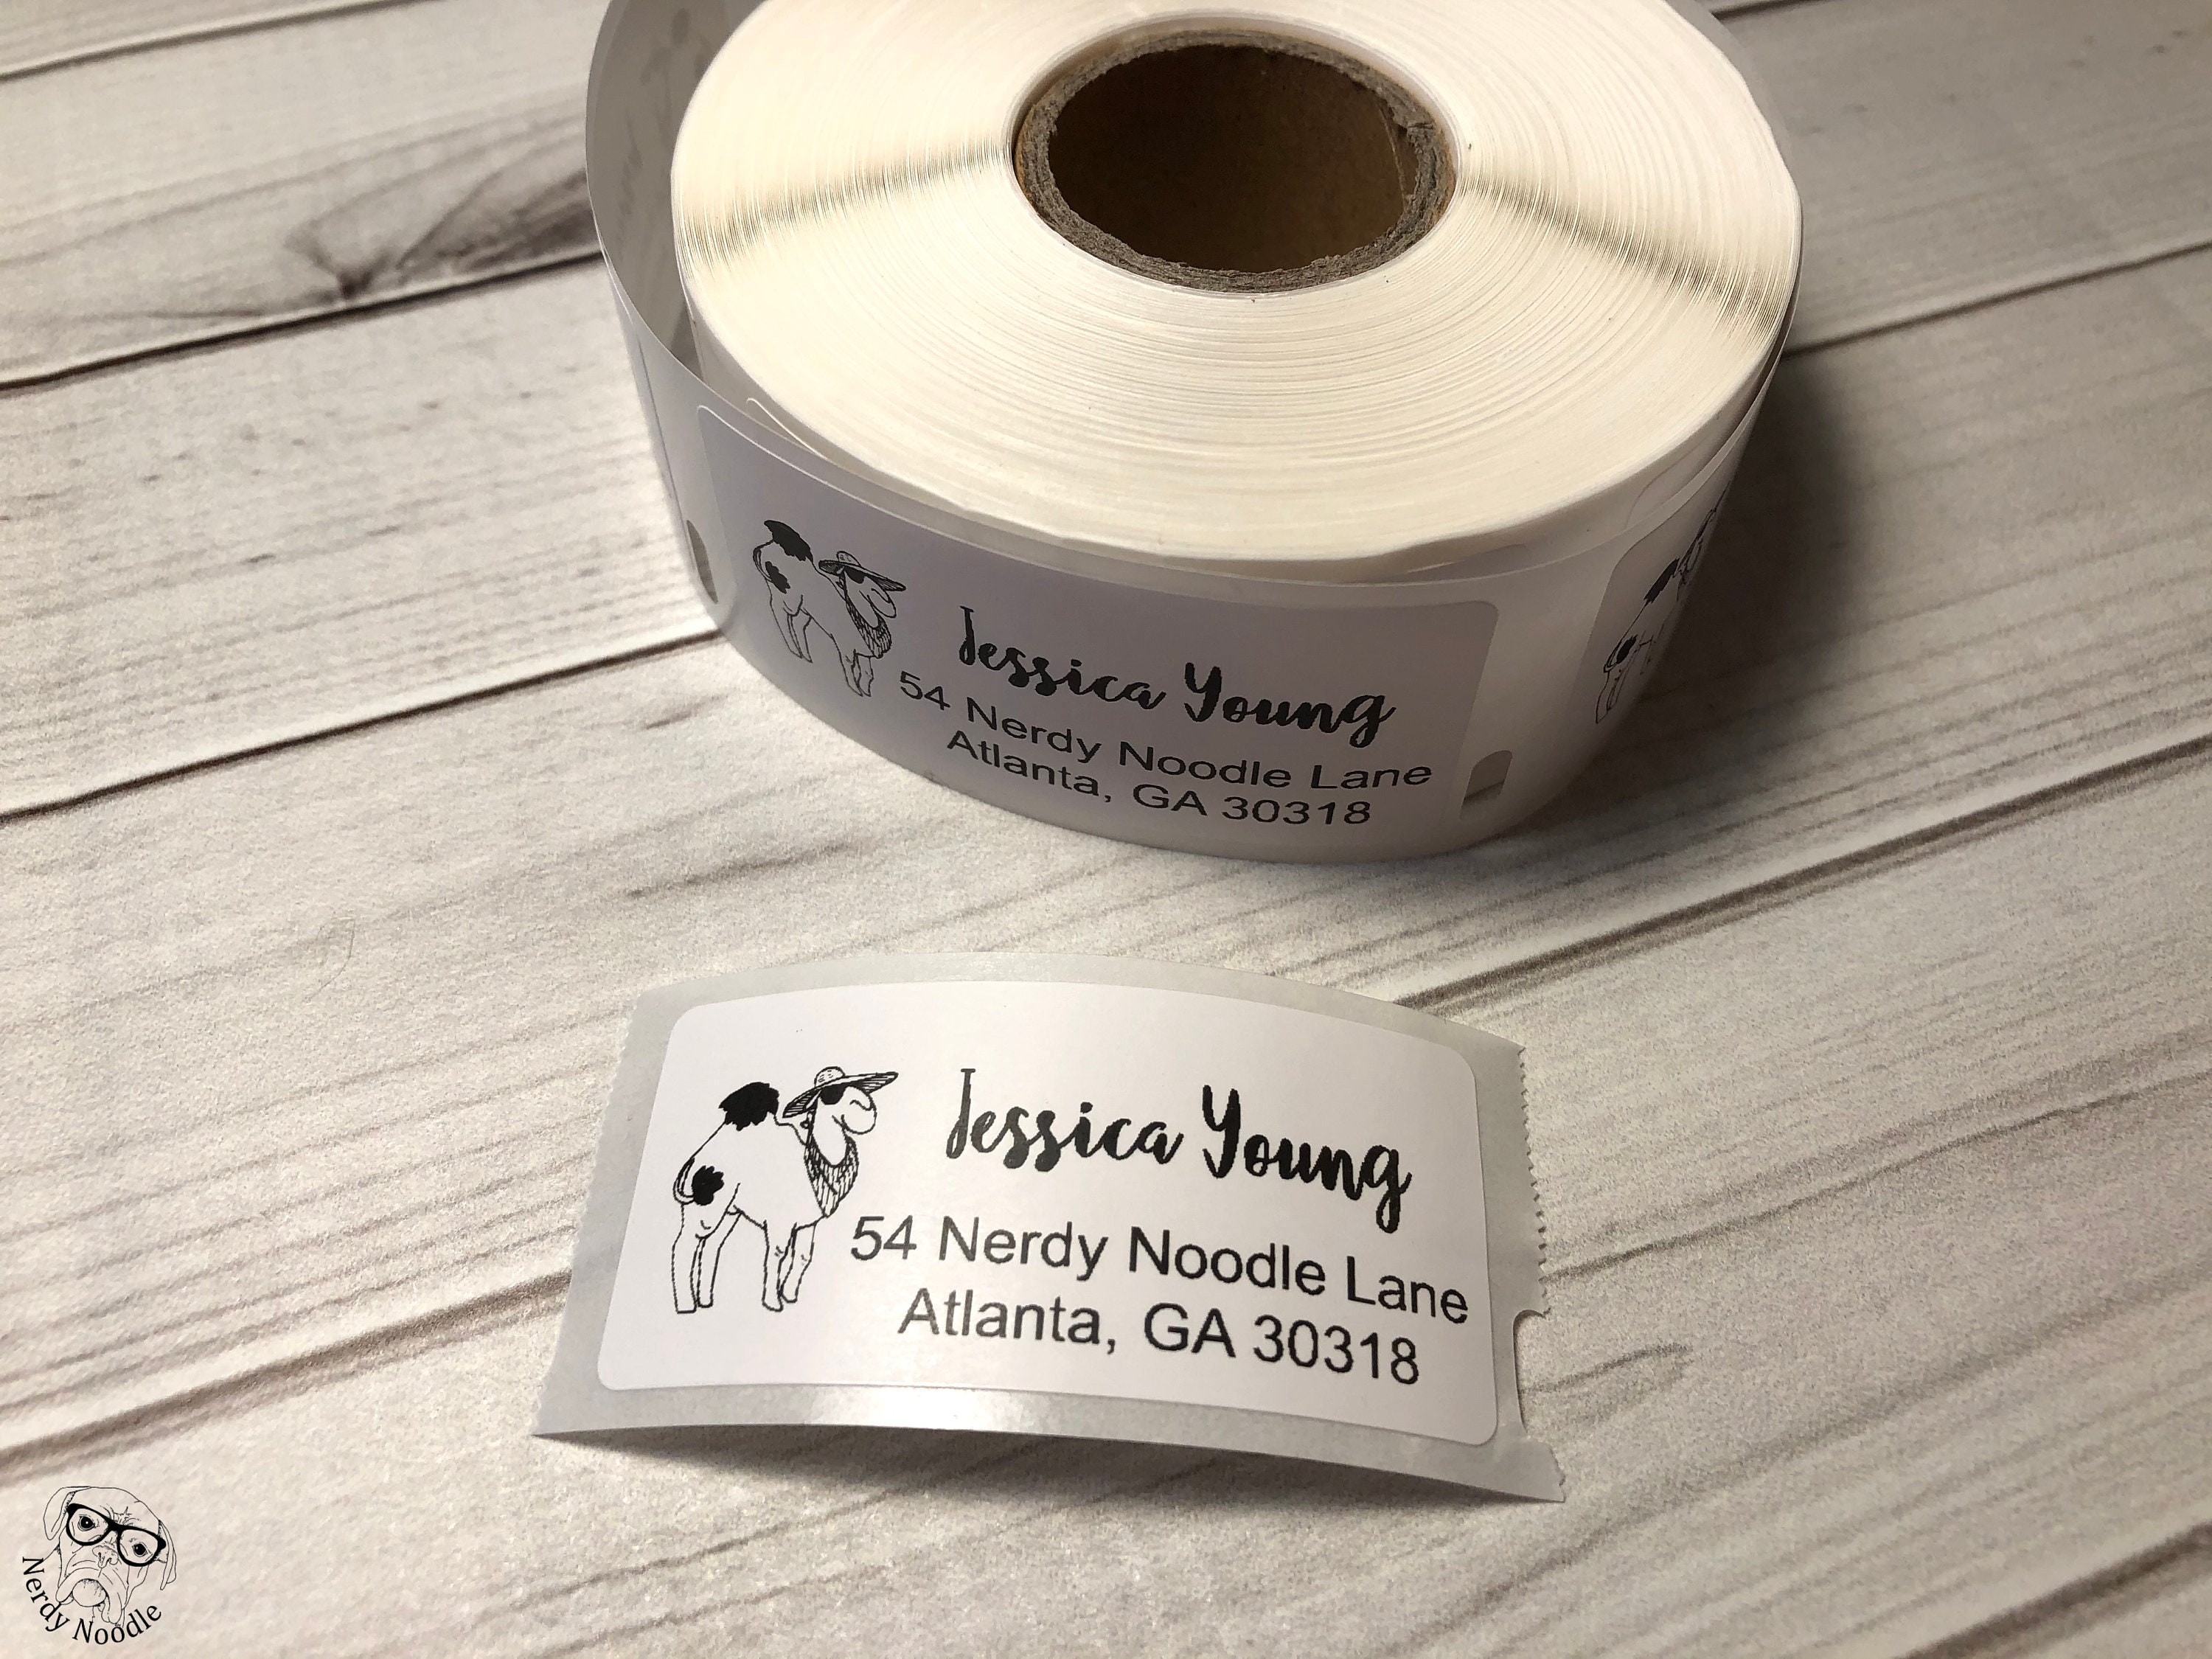 Jessica Young
54 Nerdy Noodle Lane
Atlanta, GA 30318
Jessica Young
54 Nerdy Noodle Lane
Atlanta, GA 30318
Nerdy Noodle